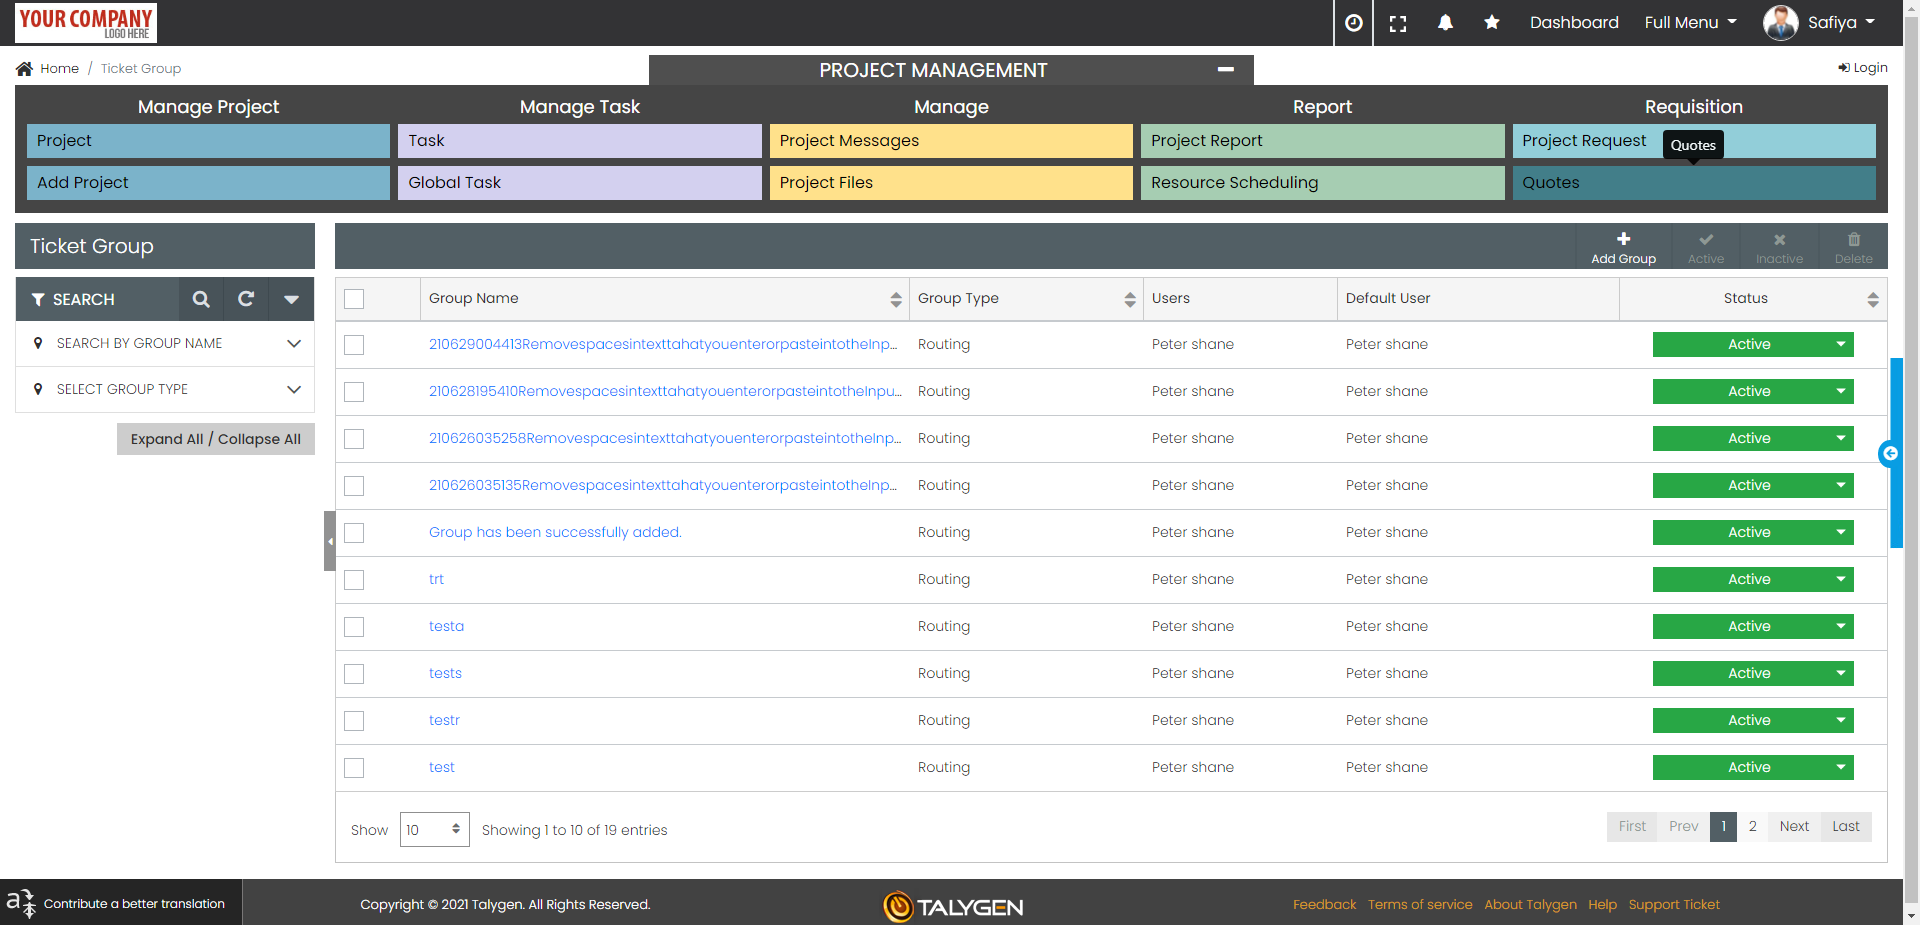 YOUR COMPANY
LOGO HERE
Dashboard
Full Menu
Safiya
Home / Ticket Group
PROJECT MANAGEMENT
Login
Manage Project
Manage Task
Manage
Report
Requisition
Project
Task
Project Messages
Project Report
Project Request
Quotes
Add Project
Global Task
Project Files
Resource Scheduling
Quotes
Ticket Group
Add Group
Active
Inactive
Delete
SEARCH
SEARCH BY GROUP NAME
SELECT GROUP TYPE
Expand All / Collapse All
Group Name Group Type Users Default User Status
210629004413RemovespacesintexttahatyouenterorpasteintotheInp... Routing Peter shane Peter shane Active
210628195410RemovespacesintexttahatyouenterorpasteintotheInpu... Routing Peter shane Peter shane Active
210626035258RemovespacesintexttahatyouenterorpasteintotheInp... Routing Peter shane Peter shane Active
210626035135RemovespacesintexttahatyouenterorpasteintotheInp... Routing Peter shane Peter shane Active
Group has been successfully added. Routing Peter shane Peter shane Active
trt Routing Peter shane Peter shane Active
testa Routing Peter shane Peter shane Active
tests Routing Peter shane Peter shane Active
testr Routing Peter shane Peter shane Active
test Routing Peter shane Peter shane Active
Show 10 Showing 1 to 10 of 19 entries
First Prev 1 2 Next Last
Contribute a better translation
Copyright © 2021 Talygen. All Rights Reserved.
TALYGEN
Feedback Terms of service About Talygen Help Support Ticket